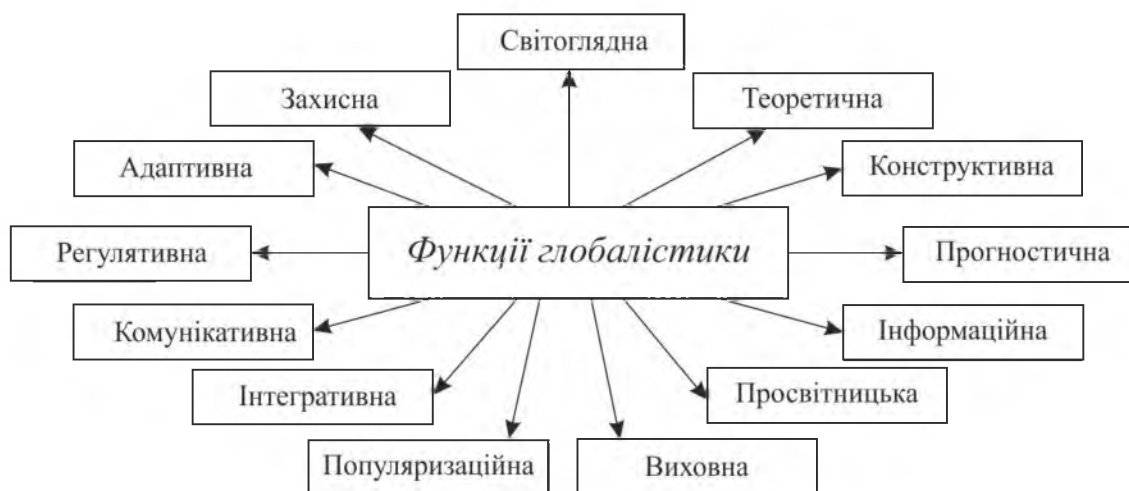 Світоглядна
Захисна
Теоретична
Адаптивна
Конструктивна
Функції глобалістики
Регулятивна
Прогностична
Комунікативна
Інформаційна
Інтегративна
Просвітницька
Популяризаційна
Виховна